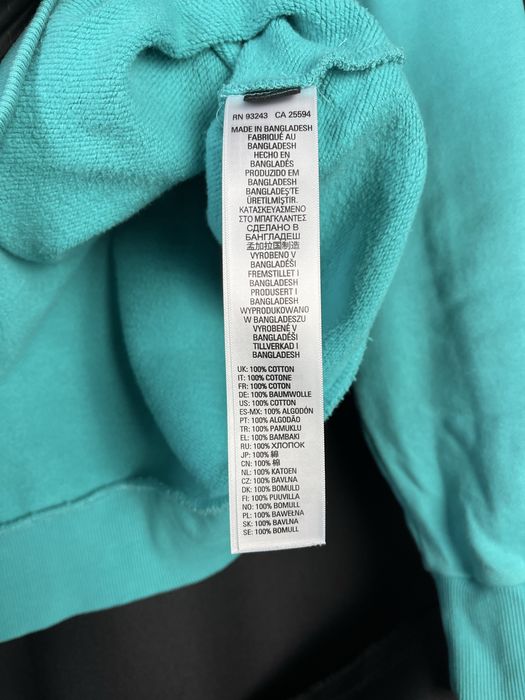 RN 93243 CA 25594
MADE IN BANGLADESH
FABRIQUÉ AU
BANGLADESH
HECHO EN
BANGLADÉS
PRODUZIDO EM
BANGLADESH
BANGLADEŞ'TE
ÜRETİLMİŞTİR.
ΚΑΤΑΣΚΕΥΑΣΜΕΝΟ
ΣΤΟ ΜΠΑΓΚΛΑΝΤΕΣ
СДЕЛАНО В
БАНГЛАДЕШ
孟加拉国制造
VYROBENO V
BANGLADÉŠI
FREMSTILLET I
BANGLADESH
PRODUSERT I
BANGLADESH
WYPRODUKOWANO
W BANGLADESZU
VYROBENÉ V
BANGLADÉŠI
TILLVERKAD I
BANGLADESH
UK: 100% COTTON
IT: 100% COTONE
FR: 100% COTON
DE: 100% BAUMWOLLE
US: 100% COTTON
ES-MX: 100% ALGODÓN
PT: 100% ALGODÃO
TR: 100% PAMUKLU
EL: 100% ΒΑΜΒΑΚΙ
RU: 100% ХЛОПОК
JP: 100% 綿
CN: 100% 棉
NL: 100% KATOEN
CZ: 100% BAVLNA
DK: 100% BOMULD
FI: 100% PUUVILLA
NO: 100% BOMULL
PL: 100% BAWEŁNA
SK: 100% BAVLNA
SE: 100% BOMULL